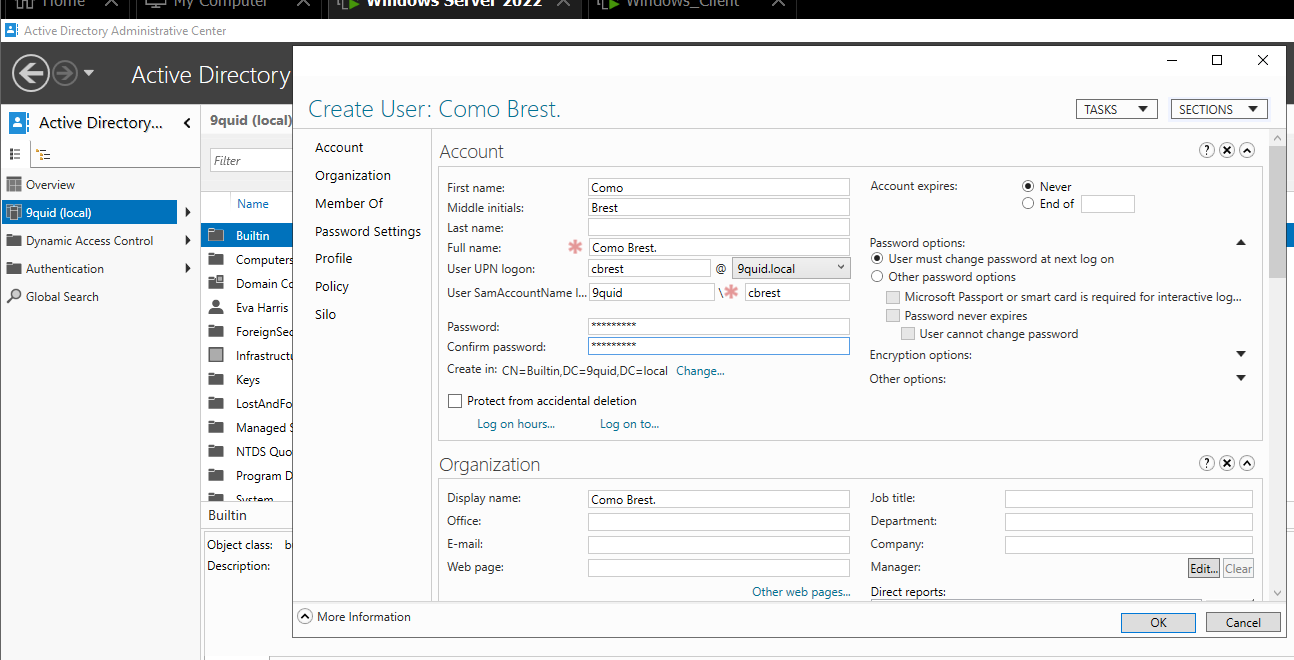 Home
My Computer
Windows Server 2022
Windows_Client
Active Directory Administrative Center
Active Directory
Active Directory...
Overview
9quid (local)
Dynamic Access Control
Authentication
Global Search
9quid (local)
Filter
Name
Builtin
Computers
Domain Co
Eva Harris
ForeignSec
Infrastructu
Keys
LostAndFo
Managed S
NTDS Quo
Program D
System
Builtin
Object class: b
Description:
Create User: Como Brest.
TASKS
SECTIONS
Account
Organization
Member Of
Password Settings
Profile
Policy
Silo
Account
First name: Como
Middle initials: Brest
Last name:
Full name: * Como Brest.
User UPN logon: cbrest @ 9quid.local
User SamAccountName l... 9quid \ * cbrest
Password: *********
Confirm password: *********
Create in: CN=Builtin,DC=9quid,DC=local Change...
Protect from accidental deletion
Log on hours... Log on to...
Account expires: Never
End of
Password options:
User must change password at next log on
Other password options
Microsoft Passport or smart card is required for interactive log...
Password never expires
User cannot change password
Encryption options:
Other options:
Organization
Display name: Como Brest.
Office:
E-mail:
Web page:
Other web pages...
Job title:
Department:
Company:
Manager: Edit... Clear
Direct reports:
More Information
OK Cancel